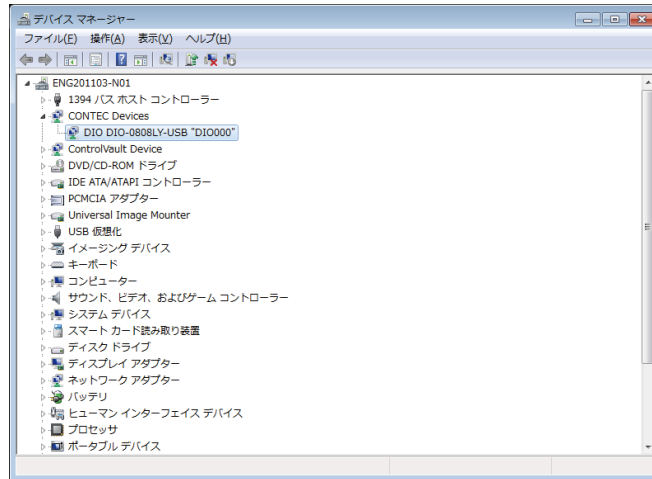 デバイス マネージャー
ファイル(F) 操作(A) 表示(V) ヘルプ(H)
ENG201103-N01
1394 バス ホスト コントローラー
CONTEC Devices
DIO DIO-0808LY-USB "DIO000"
ControlVault Device
DVD/CD-ROM ドライブ
IDE ATA/ATAPI コントローラー
PCMCIA アダプター
Universal Image Mounter
USB 仮想化
イメージング デバイス
キーボード
コンピューター
サウンド、ビデオ、およびゲーム コントローラー
システム デバイス
スマート カード読み取り装置
ディスク ドライブ
ディスプレイ アダプター
ネットワーク アダプター
バッテリ
ヒューマン インターフェイス デバイス
プロセッサ
ポータブル デバイス